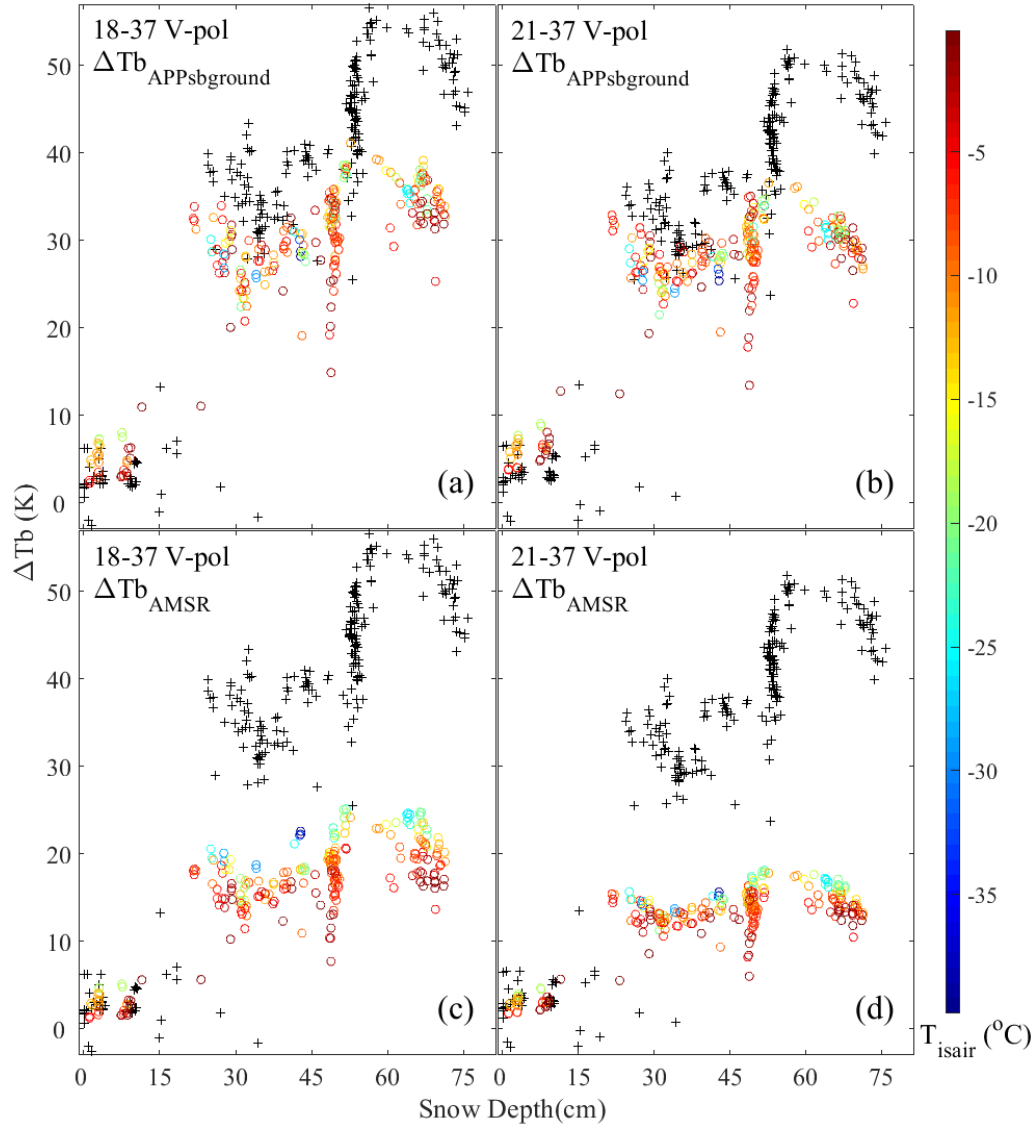 18-37 V-pol
ΔTb_APPsbground
21-37 V-pol
ΔTb_APPsbground
50
40
30
20
10
0
(a)
(b)
ΔTb (K)
18-37 V-pol
ΔTb_AMSR
21-37 V-pol
ΔTb_AMSR
50
40
30
20
10
0
(c)
(d)
0 15 30 45 60 75
0 15 30 45 60 75
Snow Depth(cm)
-5
-10
-15
-20
-25
-30
-35
T_isair (°C)